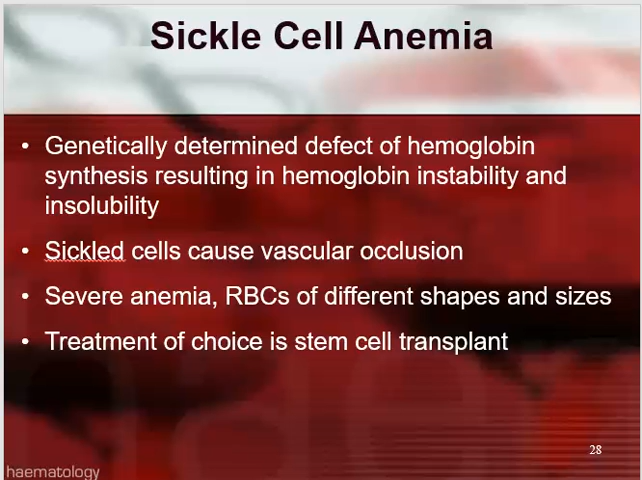 Sickle Cell Anemia
• Genetically determined defect of hemoglobin
synthesis resulting in hemoglobin instability and
insolubility
• Sickled cells cause vascular occlusion
• Severe anemia, RBCs of different shapes and sizes
• Treatment of choice is stem cell transplant
28
haematology